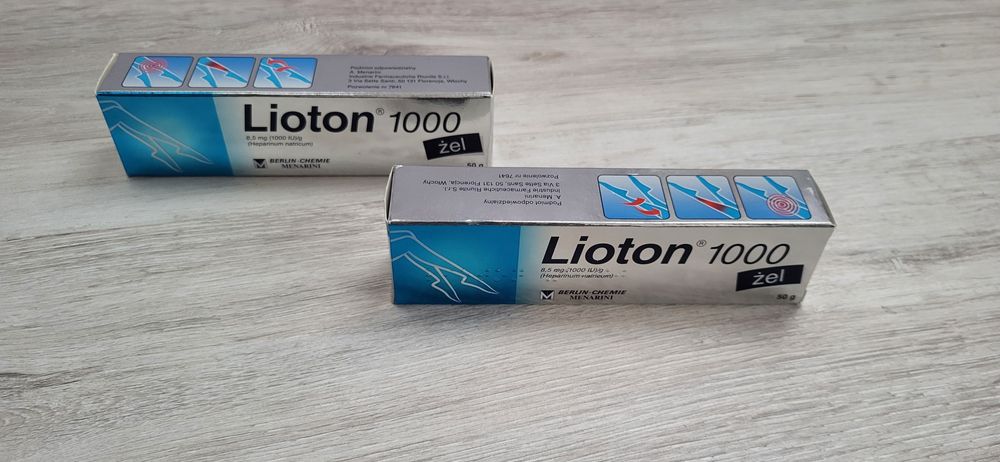 Podmiot odpowiedzialny
A. Menarini
Industrie Farmaceutiche Riunite S.r.l.
3 Via Sette Santi, 50 131 Florencja, Włochy
Pozwolenie nr 7641
Lioton® 1000
żel
8,5 mg (1000 IU)/g
(Heparinum natricum)
BERLIN-CHEMIE
MENARINI
50 g
Podmiot odpowiedzialny
A. Menarini
Industrie Farmaceutiche Riunite S.r.l.
3 Via Sette Santi, 50 131 Florencja, Włochy
Pozwolenie nr 7641
Lioton® 1000
żel
8,5 mg (1000 IU)/g
(Heparinum natricum)
BERLIN-CHEMIE
MENARINI
50 g